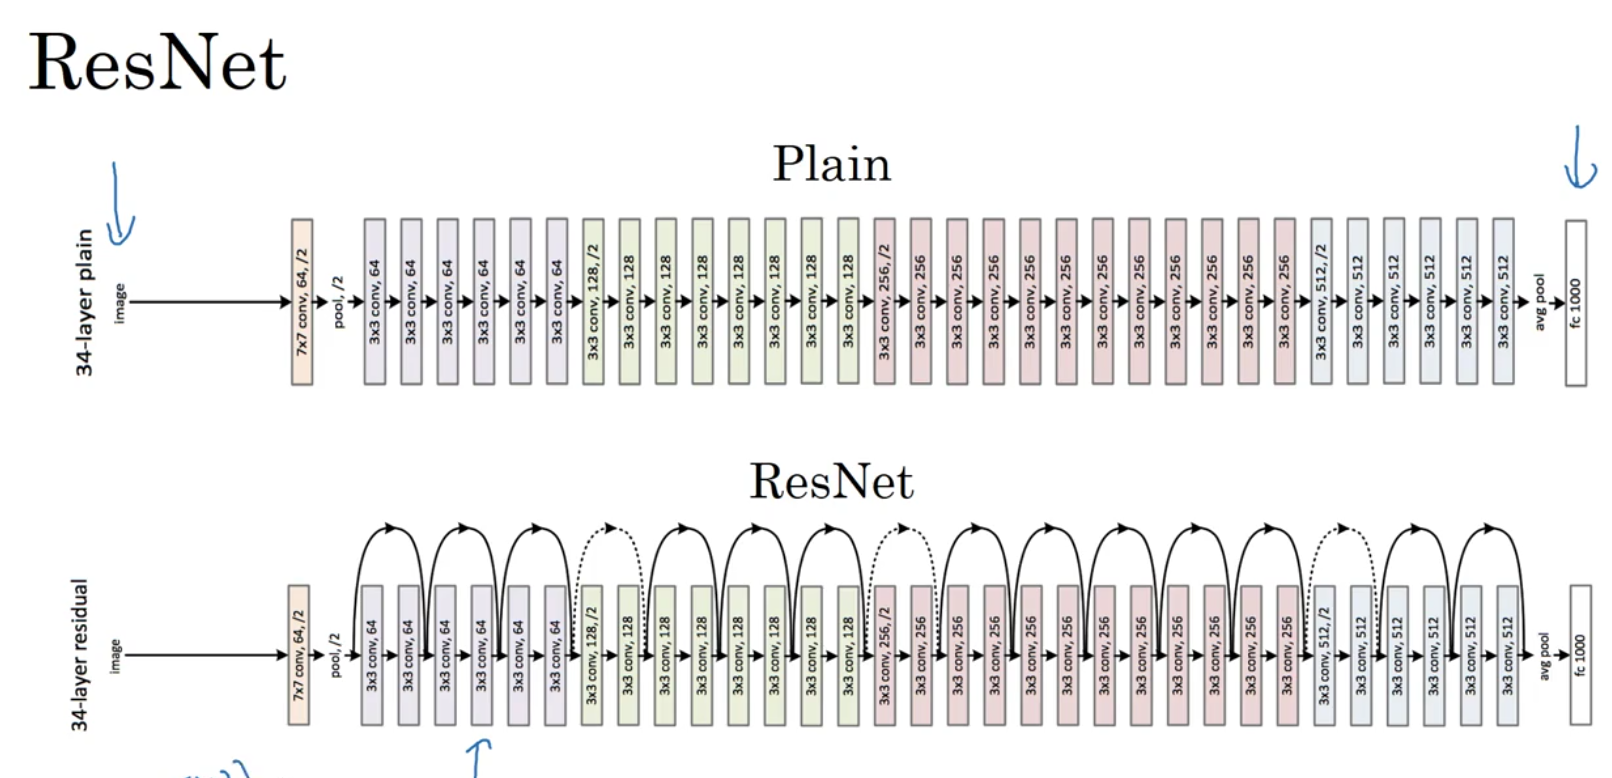 ResNet
Plain
34-layer plain
image
7x7 conv, 64, /2
pool, /2
3x3 conv, 64
3x3 conv, 64
3x3 conv, 64
3x3 conv, 64
3x3 conv, 64
3x3 conv, 64
3x3 conv, 128, /2
3x3 conv, 128
3x3 conv, 128
3x3 conv, 128
3x3 conv, 128
3x3 conv, 128
3x3 conv, 128
3x3 conv, 128
3x3 conv, 256, /2
3x3 conv, 256
3x3 conv, 256
3x3 conv, 256
3x3 conv, 256
3x3 conv, 256
3x3 conv, 256
3x3 conv, 256
3x3 conv, 256
3x3 conv, 256
3x3 conv, 256
3x3 conv, 256
3x3 conv, 512, /2
3x3 conv, 512
3x3 conv, 512
3x3 conv, 512
3x3 conv, 512
3x3 conv, 512
avg pool
fc 1000
ResNet
34-layer residual
image
7x7 conv, 64, /2
pool, /2
3x3 conv, 64
3x3 conv, 64
3x3 conv, 64
3x3 conv, 64
3x3 conv, 64
3x3 conv, 64
3x3 conv, 128, /2
3x3 conv, 128
3x3 conv, 128
3x3 conv, 128
3x3 conv, 128
3x3 conv, 128
3x3 conv, 128
3x3 conv, 128
3x3 conv, 256, /2
3x3 conv, 256
3x3 conv, 256
3x3 conv, 256
3x3 conv, 256
3x3 conv, 256
3x3 conv, 256
3x3 conv, 256
3x3 conv, 256
3x3 conv, 256
3x3 conv, 256
3x3 conv, 256
3x3 conv, 512, /2
3x3 conv, 512
3x3 conv, 512
3x3 conv, 512
3x3 conv, 512
3x3 conv, 512
avg pool
fc 1000